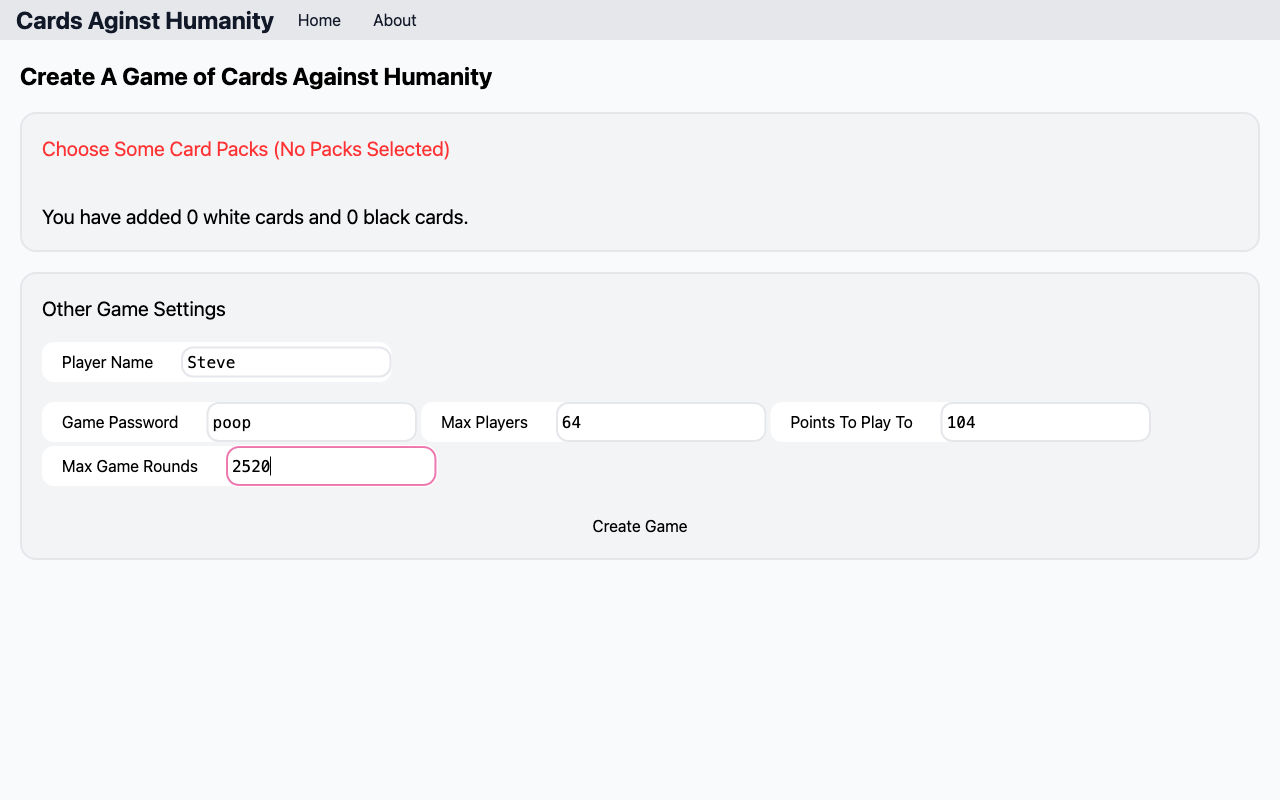 Cards Aginst Humanity Home About
Create A Game of Cards Against Humanity
Choose Some Card Packs (No Packs Selected)
You have added 0 white cards and 0 black cards.
Other Game Settings
Player Name Steve
Game Password poop Max Players 64 Points To Play To 104
Max Game Rounds 2520
Create Game